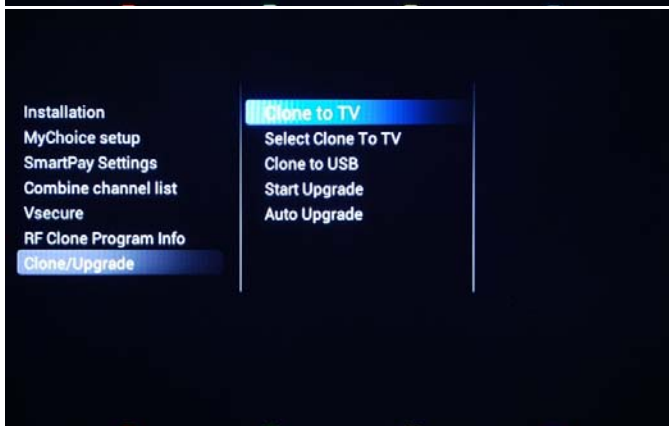 Installation
MyChoice setup
SmartPay Settings
Combine channel list
Vsecure
RF Clone Program Info
Clone/Upgrade
Clone to TV
Select Clone To TV
Clone to USB
Start Upgrade
Auto Upgrade